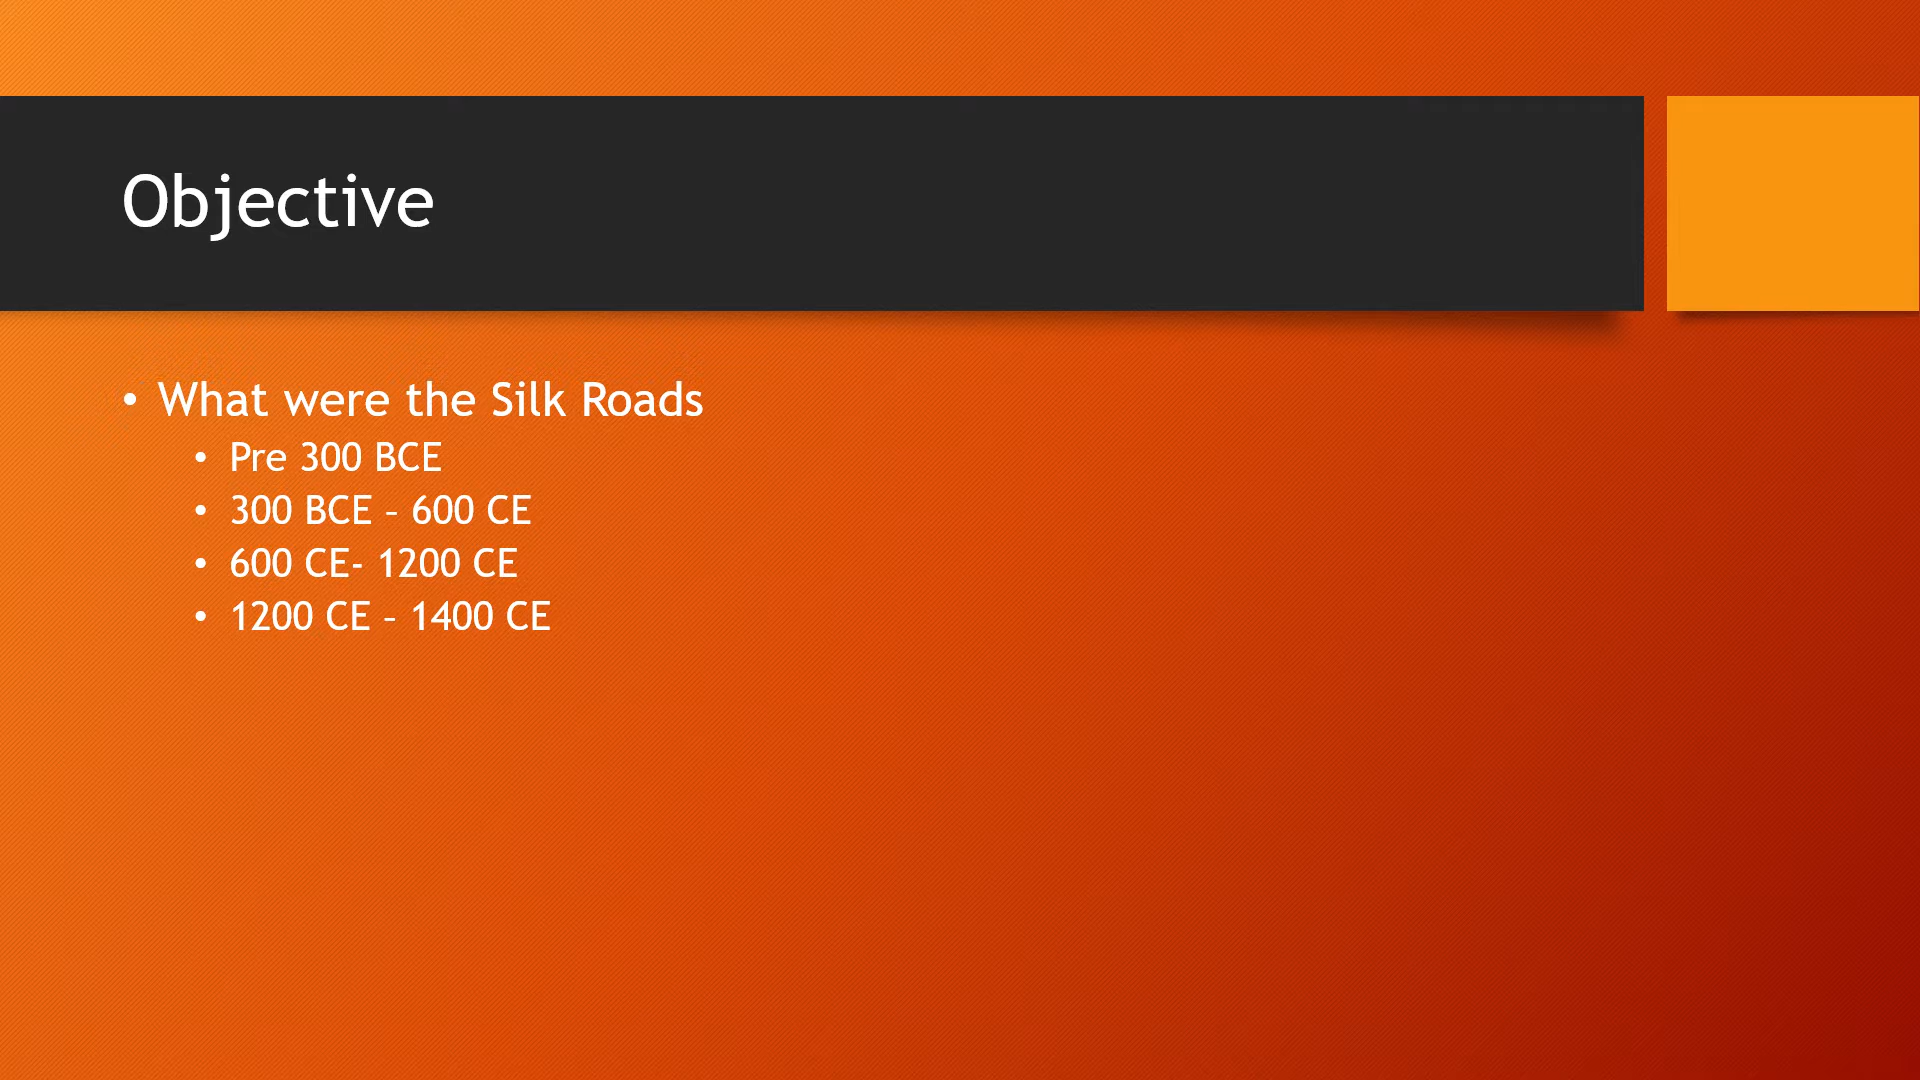 Objective
• What were the Silk Roads
• Pre 300 BCE
• 300 BCE – 600 CE
• 600 CE- 1200 CE
• 1200 CE – 1400 CE